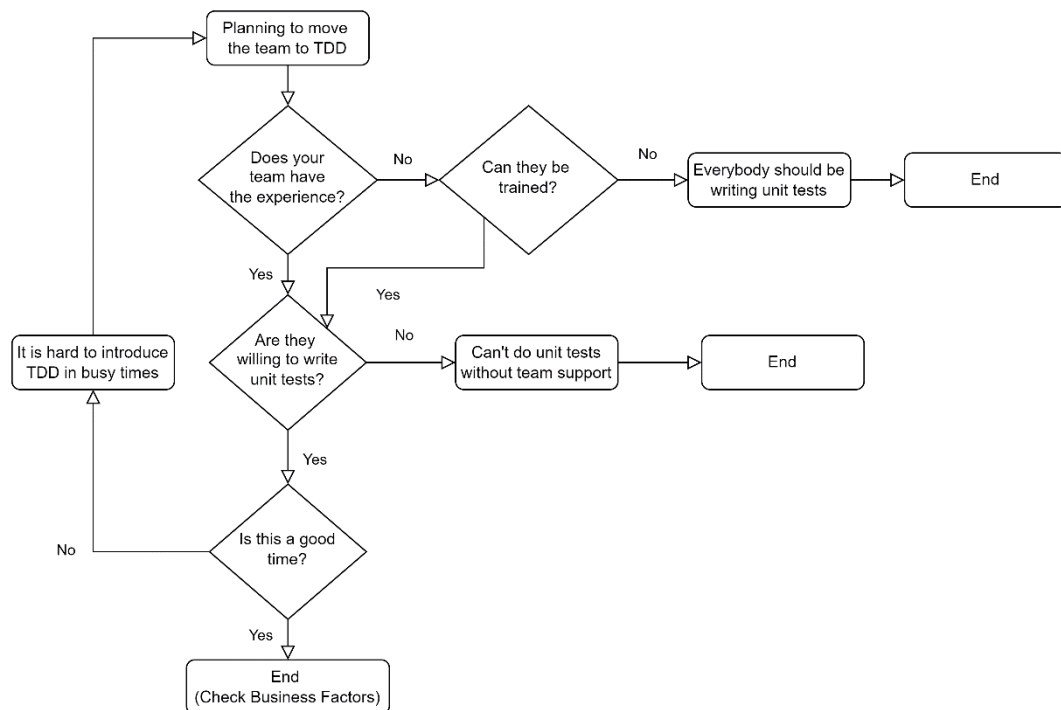 Planning to move
the team to TDD
Does your
team have
the experience?
No
Can they be
trained?
No
Everybody should be
writing unit tests
End
Yes
Yes
It is hard to introduce
TDD in busy times
Are they
willing to write
unit tests?
No
Can't do unit tests
without team support
End
Yes
Is this a good
time?
No
Yes
End
(Check Business Factors)